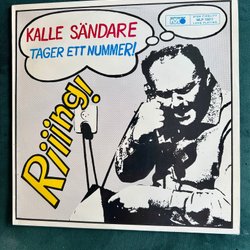 KALLE SÄNDARE
TAGER ETT NUMMER!
Riiiing!